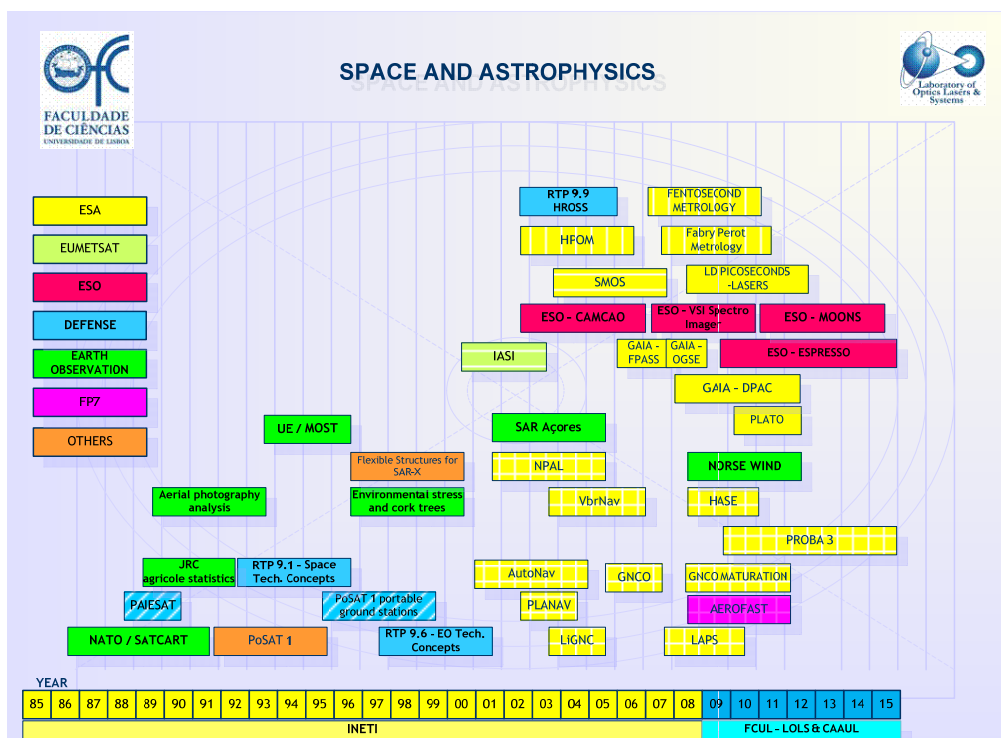 SPACE AND ASTROPHYSICS
FACULDADE
DE CIÊNCIAS
UNIVERSIDADE DE LISBOA
Laboratory of
Optics Lasers &
Systems
ESA
EUMETSAT
ESO
DEFENSE
EARTH
OBSERVATION
FP7
OTHERS
RTP 9.9
HROSS
FENTOSECOND
METROLOGY
HPOM
Fabry Perot
Metrology
SMOS
LD PICOSECONDS
-LASERS
ESO - CAMCAO
ESO - VSI Spectro
Imager
ESO - MOONS
IASI
GAIA -
FPASS
GAIA -
OGSE
ESO - ESPRESSO
GAIA - DPAC
PLATO
UE / MOST
SAR Açores
Flexible Structures for
SAR-X
NPAL
NORSE WIND
Aerial photography
analysis
Environmental stress
and cork trees
VbrNav
HASE
PROBA 3
JRC
agricole statistics
RTP 9.1 - Space
Tech. Concepts
AutoNav
GNCO
GNCO MATURATION
PAIESAT
PoSAT 1 portable
ground stations
PLANAV
AEROFAST
NATO / SATCART
PoSAT 1
RTP 9.6 - EO Tech.
Concepts
LiGNC
LAPS
YEAR
85 86 87 88 89 90 91 92 93 94 95 96 97 98 99 00 01 02 03 04 05 06 07 08 09 10 11 12 13 14 15
INETI
FCUL - LOLS & CAAUL